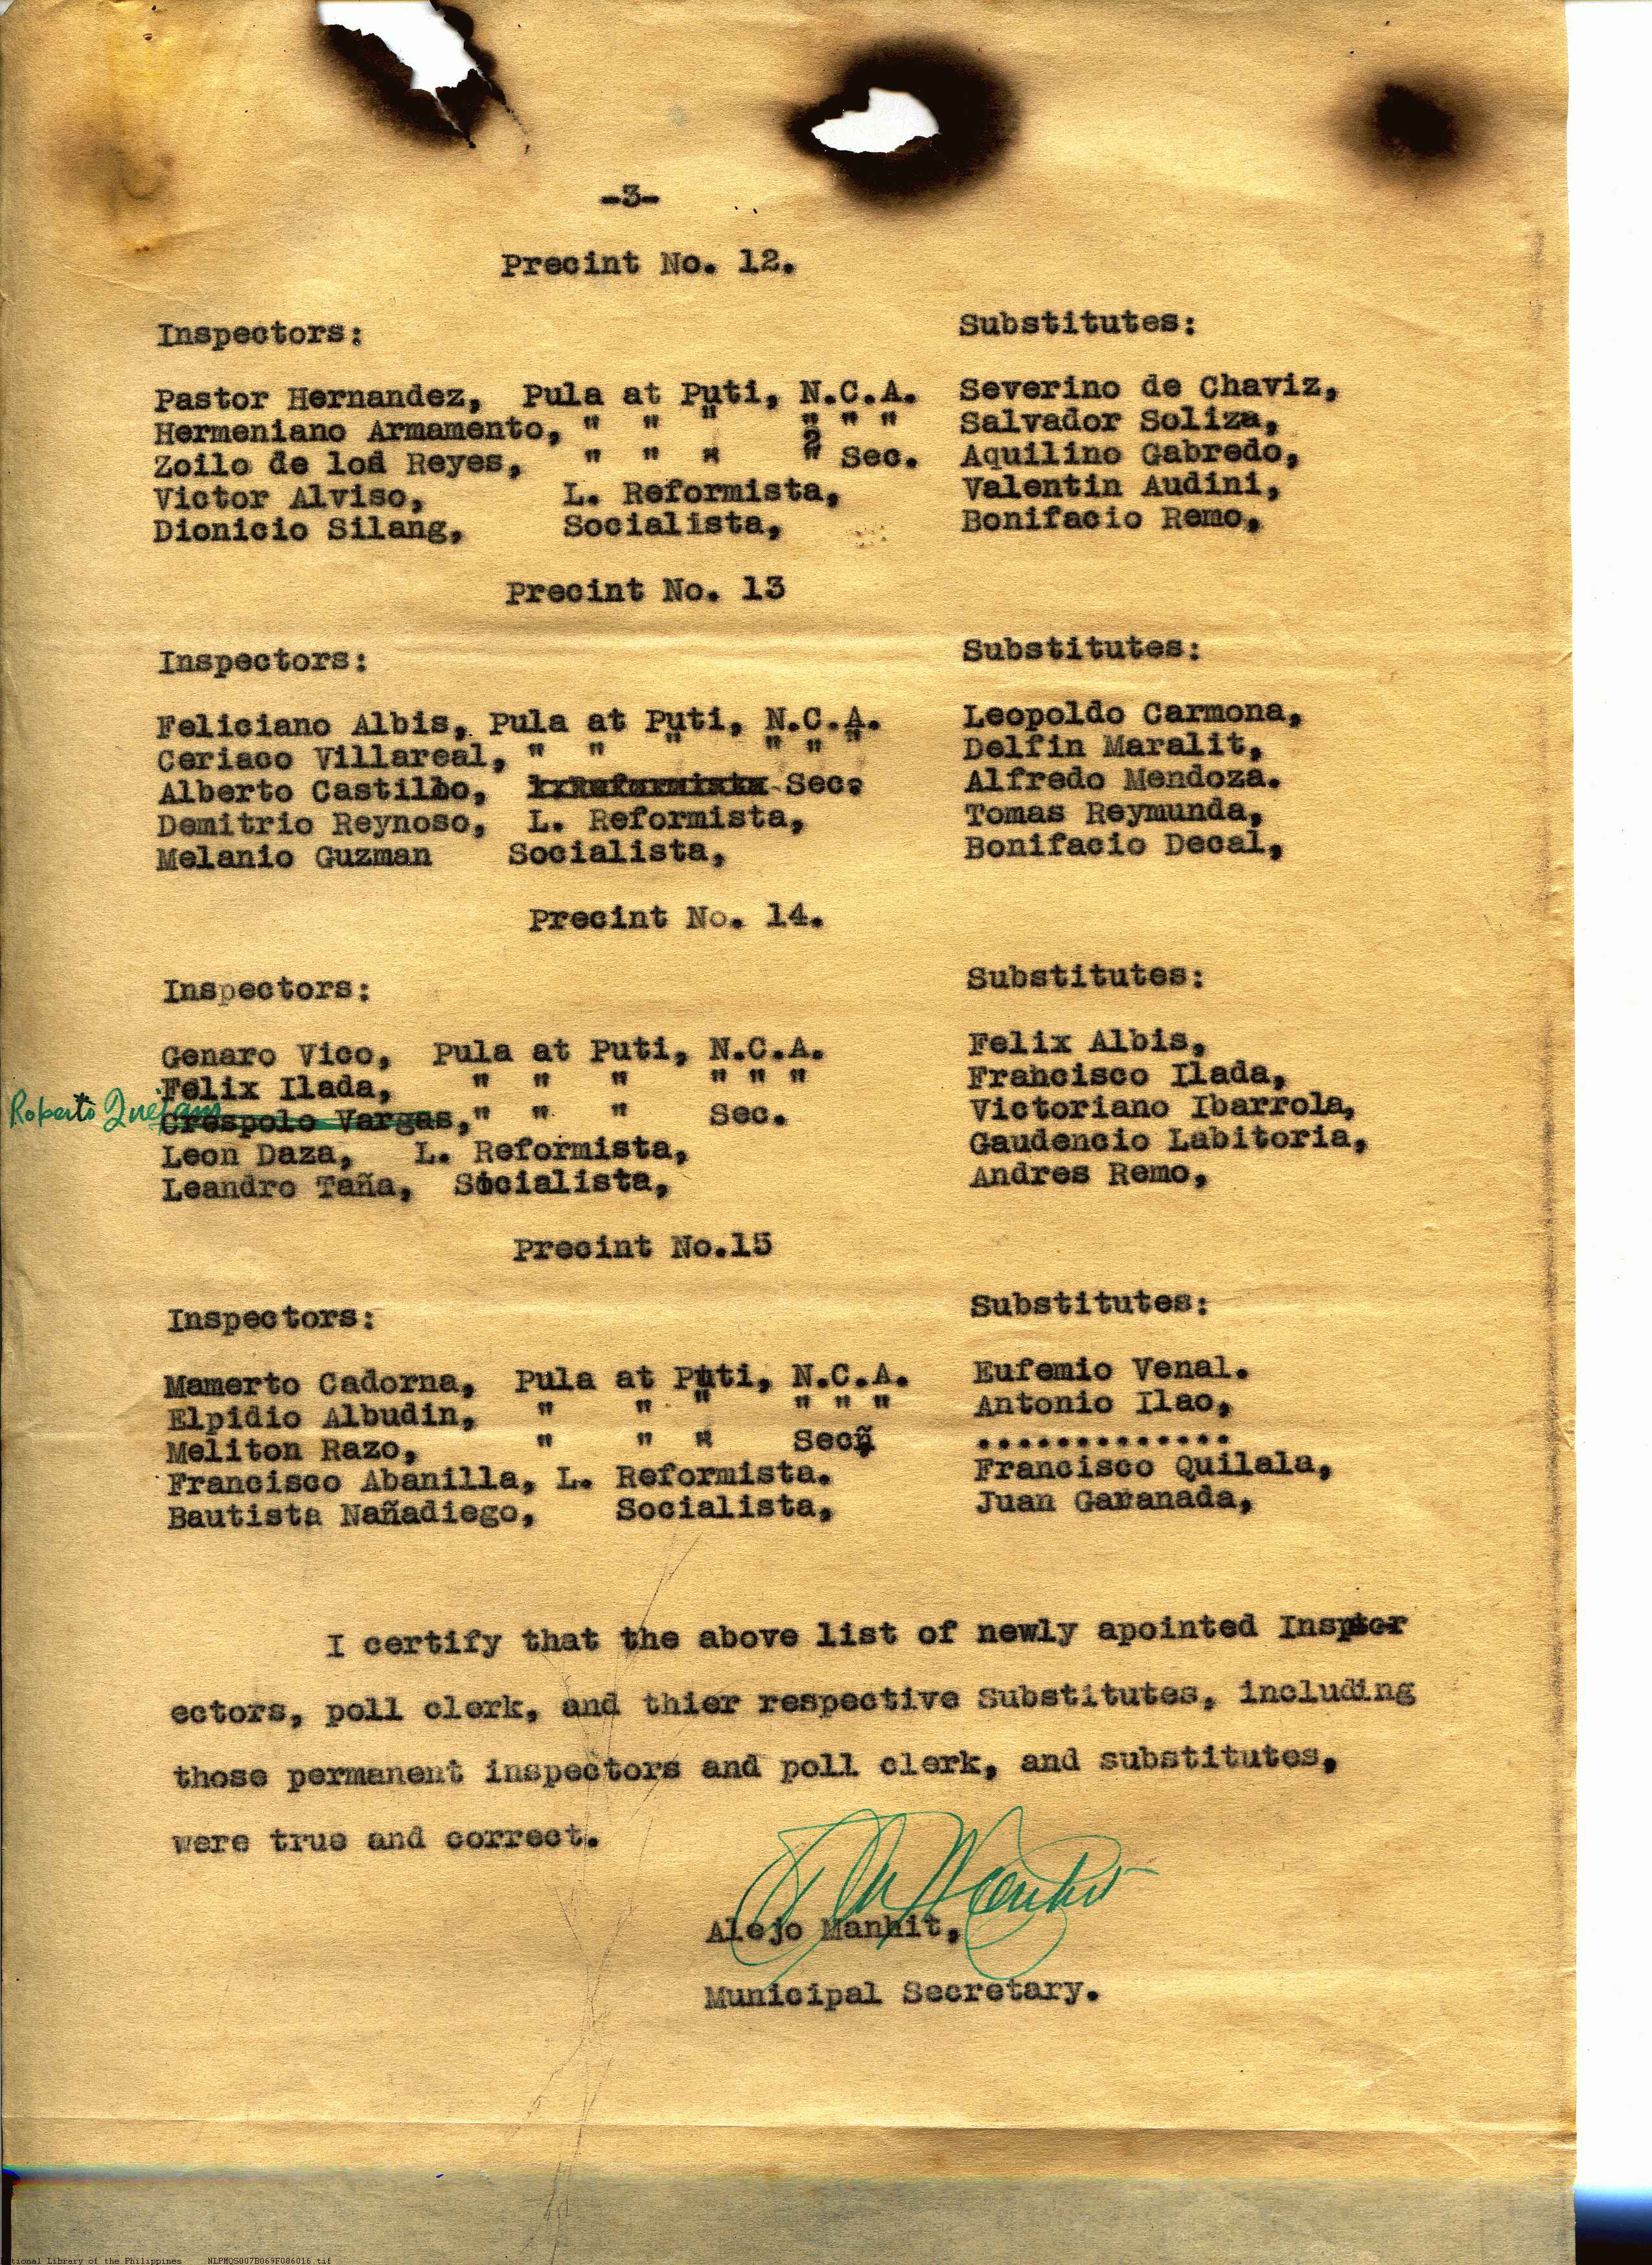 -3-
Precint No. 12.
Inspectors: Substitutes:
Pastor Hernandez, Pula at Puti, N.C.A. Severino de Chaviz,
Hermeniano Armamento, " " " " " " Salvador Soliza,
Zoilo de los Reyes, " " " " Sec. Aquilino Gabredo,
Victor Alviso, L. Reformista, Valentin Audini,
Dionicio Silang, Socialista, Bonifacio Remo,
Precint No. 13
Inspectors: Substitutes:
Feliciano Albis, Pula at Puti, N.C.A. Leopoldo Carmona,
Ceriaco Villareal, " " " " " " Delfin Maralit,
Alberto Castillo, Sec. Alfredo Mendoza.
Demitrio Reynoso, L. Reformista, Tomas Reymunda,
Melanio Guzman Socialista, Bonifacio Decal,
Precint No. 14.
Inspectors: Substitutes:
Genaro Vico, Pula at Puti, N.C.A. Felix Albis,
Felix Ilada, " " " " " " Francisco Ilada,
Roberto Crespolo Vargas, " " " Sec. Victoriano Ibarrola,
Leon Daza, L. Reformista, Gaudencio Labitoria,
Leandro Taña, Socialista, Andres Remo,
Precint No.15
Inspectors: Substitutes:
Mamerto Cadorna, Pula at Puti, N.C.A. Eufemio Venal.
Elpidio Albudin, " " " " " " Antonio Ilao,
Meliton Razo, " " " Sec. .............
Francisco Abanilla, L. Reformista. Francisco Quilala,
Bautista Nañadiego, Socialista, Juan Garanada,
I certify that the above list of newly apointed Insp
ectors, poll clerk, and thier respective Substitutes, including
those permanent inspectors and poll clerk, and substitutes,
were true and correct.
Alejo Manhit,
Municipal Secretary.
tional Library of the Philippines NLPMQS007B069F086016.tif